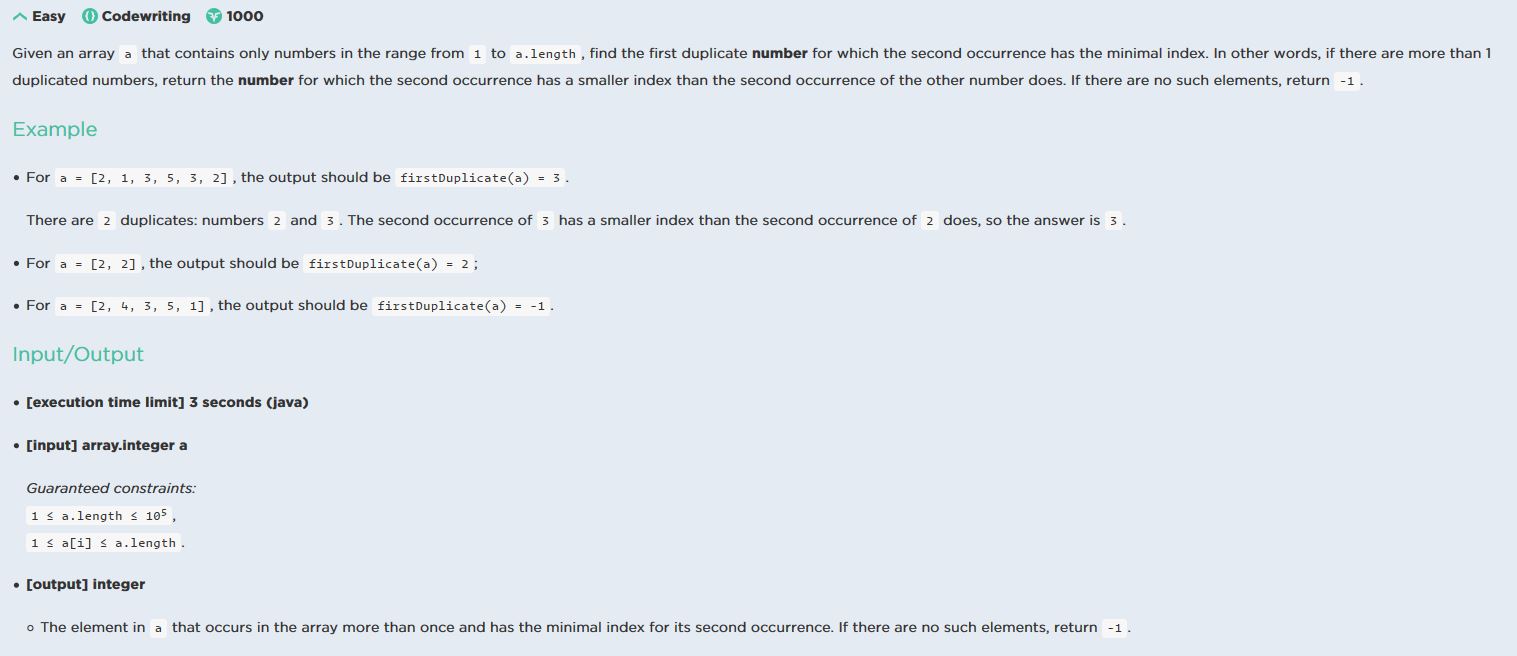 Easy Codewriting 1000
Given an array a that contains only numbers in the range from 1 to a.length, find the first duplicate number for which the second occurrence has the minimal index. In other words, if there are more than 1
duplicated numbers, return the number for which the second occurrence has a smaller index than the second occurrence of the other number does. If there are no such elements, return -1.
Example
• For a = [2, 1, 3, 5, 3, 2], the output should be firstDuplicate(a) = 3.
There are 2 duplicates: numbers 2 and 3. The second occurrence of 3 has a smaller index than the second occurrence of 2 does, so the answer is 3.
• For a = [2, 2], the output should be firstDuplicate(a) = 2;
• For a = [2, 4, 3, 5, 1], the output should be firstDuplicate(a) = -1.
Input/Output
• [execution time limit] 3 seconds (java)
• [input] array.integer a
Guaranteed constraints:
1 ≤ a.length ≤ 10⁵,
1 ≤ a[i] ≤ a.length.
• [output] integer
◦ The element in a that occurs in the array more than once and has the minimal index for its second occurrence. If there are no such elements, return -1.